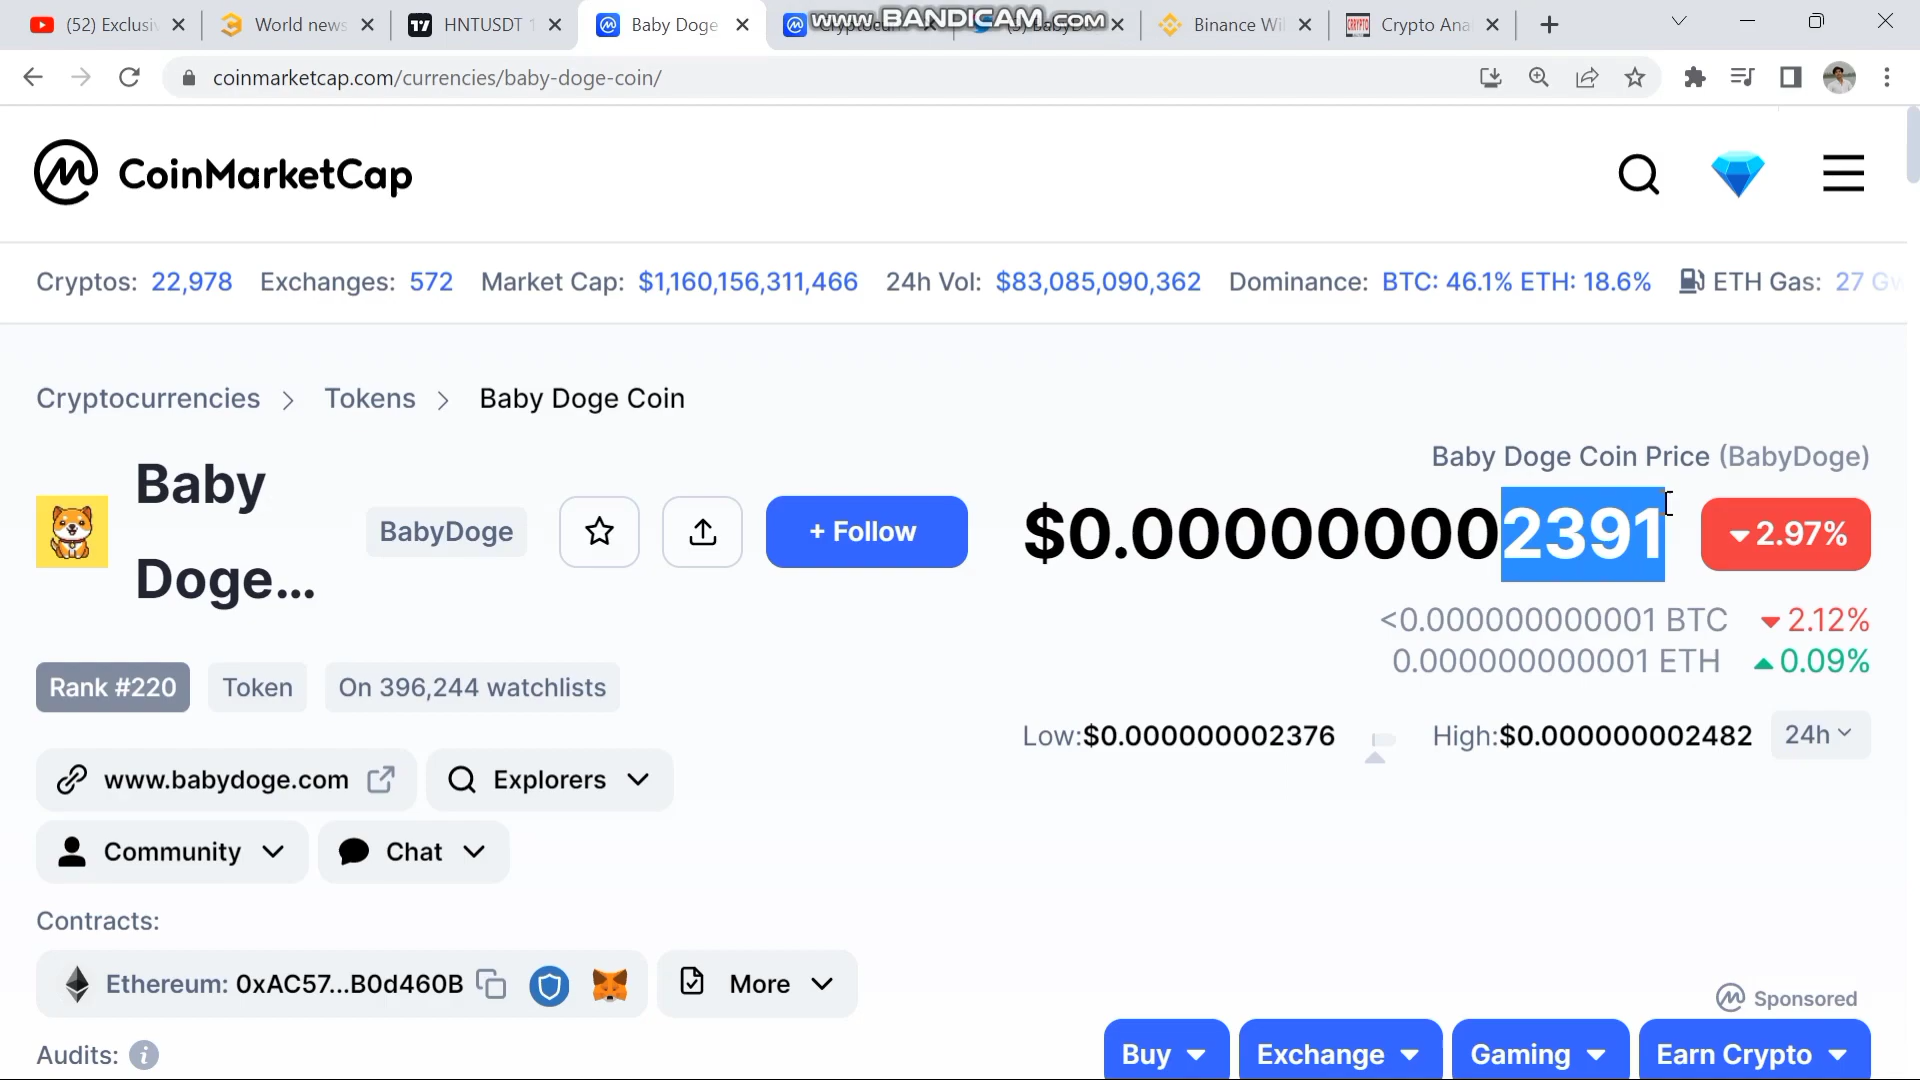 (52) Exclusiv
World news
HNTUSDT 1
Baby Doge
www.BANDICAM.com
Binance Wil
Crypto Anal
coinmarketcap.com/currencies/baby-doge-coin/
CoinMarketCap
Cryptos: 22,978 Exchanges: 572 Market Cap: $1,160,156,311,466 24h Vol: $83,085,090,362 Dominance: BTC: 46.1% ETH: 18.6% ETH Gas: 27 Gw
Cryptocurrencies > Tokens > Baby Doge Coin
Baby Doge...
BabyDoge
+ Follow
Baby Doge Coin Price (BabyDoge)
$0.000000002391
2.97%
<0.000000000001 BTC 2.12%
0.000000000001 ETH 0.09%
Rank #220 Token On 396,244 watchlists
Low:$0.000000002376 High:$0.000000002482 24h
www.babydoge.com Explorers
Community Chat
Contracts:
Ethereum: 0xAC57...B0d460B More
Sponsored
Audits:
Buy Exchange Gaming Earn Crypto